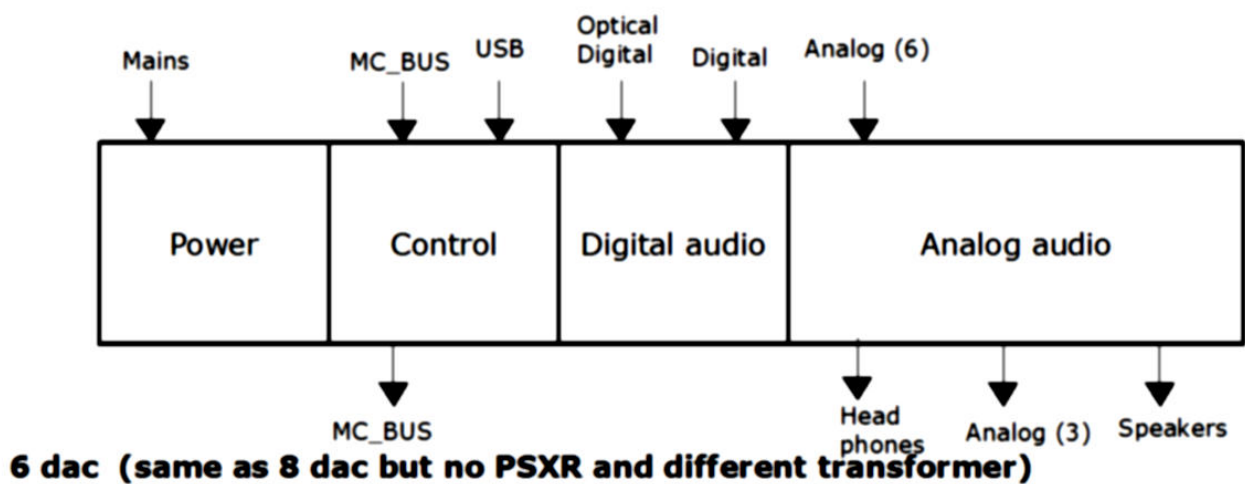 Mains
MC_BUS
USB
Optical
Digital
Digital
Analog (6)
Power
Control
Digital audio
Analog audio
MC_BUS
Head
phones
Analog (3)
Speakers
6 dac (same as 8 dac but no PSXR and different transformer)